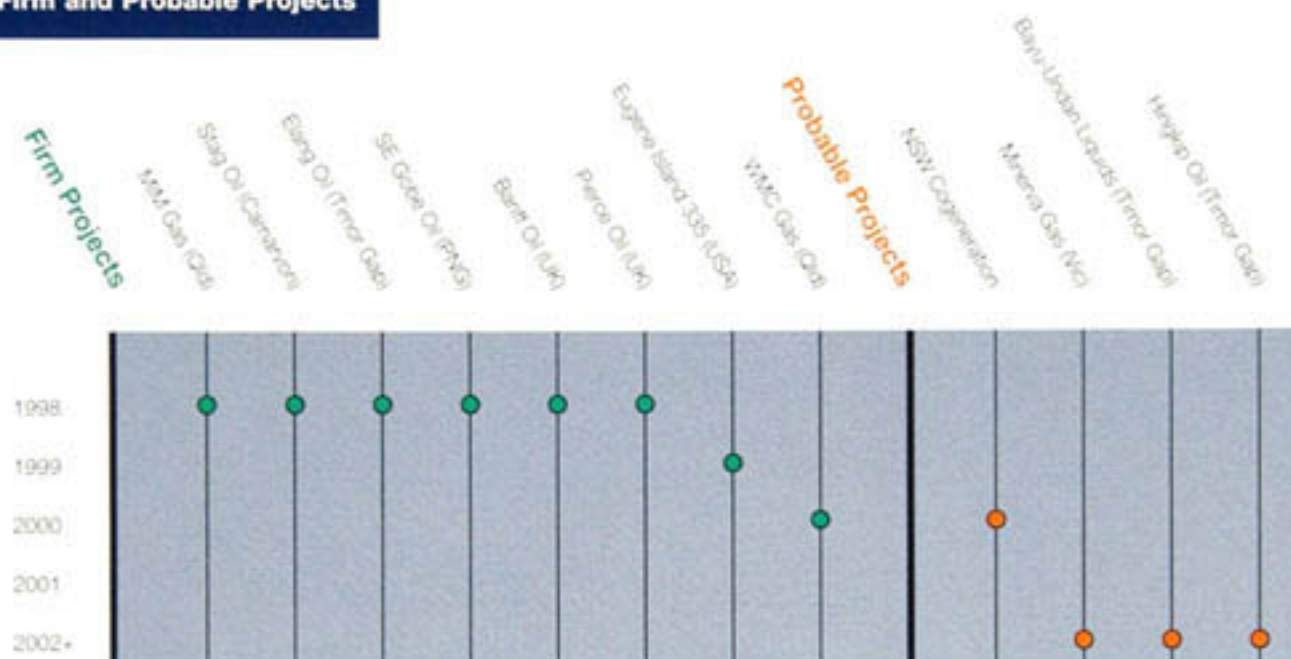 Firm and Probable Projects
Firm Projects
MIM Gas (Qld)
Stag Oil (Carnarvon)
Elang Oil (Timor Gap)
SE Gobe Oil (PNG)
Banff Oil (UK)
Pierce Oil (UK)
Eugene Island 335 (USA)
WMC Gas (Qld)
Probable Projects
NSW Cogeneration
Minerva Gas (Vic)
Bayu-Undan Liquids (Timor Gap)
Oil (Timor Gap)
1998
1999
2000
2001
2002+